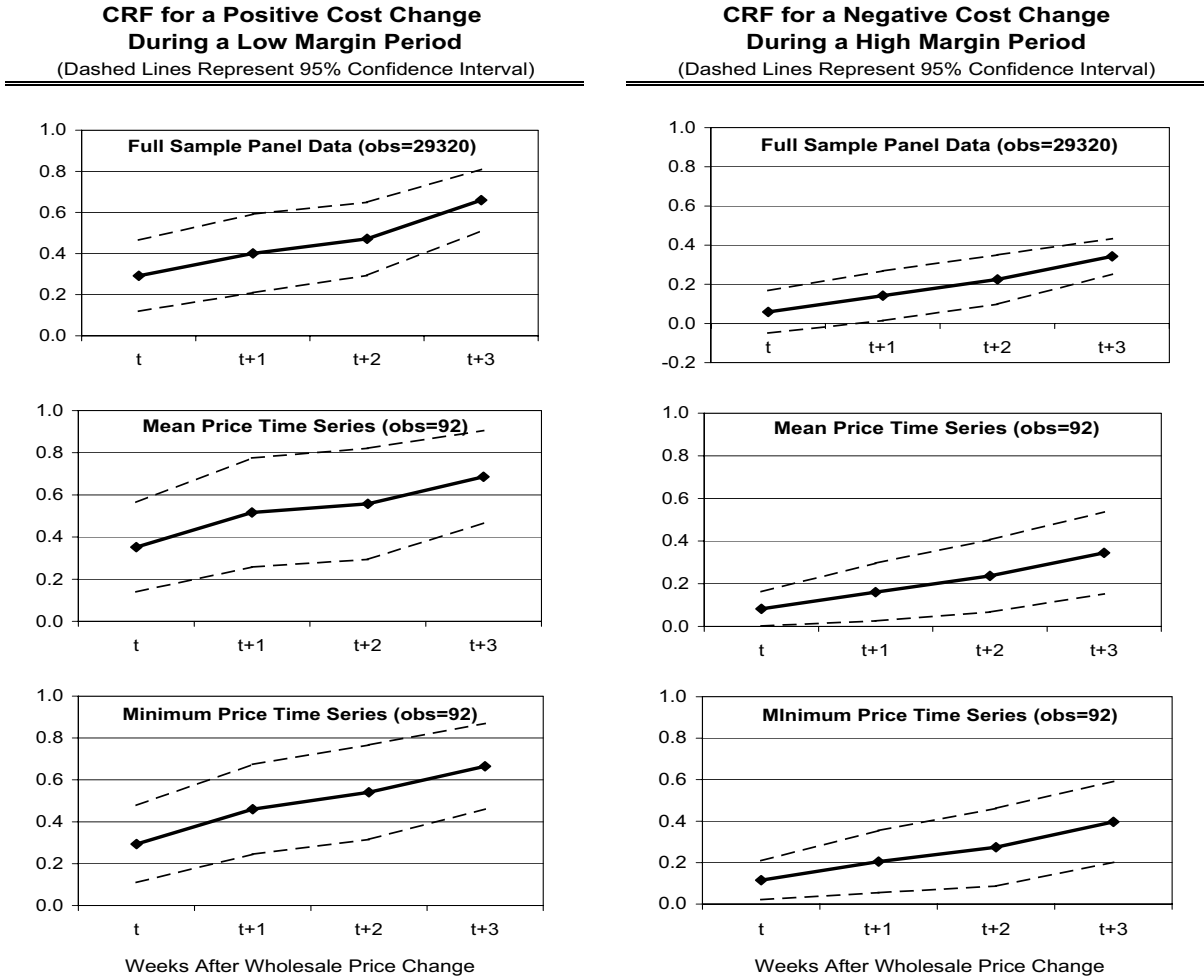 CRF for a Positive Cost Change
During a Low Margin Period
(Dashed Lines Represent 95% Confidence Interval)
1.0
0.8
0.6
0.4
0.2
0.0
Full Sample Panel Data (obs=29320)
t
t+1
t+2
t+3
1.0
0.8
0.6
0.4
0.2
0.0
Mean Price Time Series (obs=92)
t
t+1
t+2
t+3
1.0
0.8
0.6
0.4
0.2
0.0
Minimum Price Time Series (obs=92)
t
t+1
t+2
t+3
Weeks After Wholesale Price Change
CRF for a Negative Cost Change
During a High Margin Period
(Dashed Lines Represent 95% Confidence Interval)
1.0
0.8
0.6
0.4
0.2
0.0
-0.2
Full Sample Panel Data (obs=29320)
t
t+1
t+2
t+3
1.0
0.8
0.6
0.4
0.2
0.0
Mean Price Time Series (obs=92)
t
t+1
t+2
t+3
1.0
0.8
0.6
0.4
0.2
0.0
MInimum Price Time Series (obs=92)
t
t+1
t+2
t+3
Weeks After Wholesale Price Change